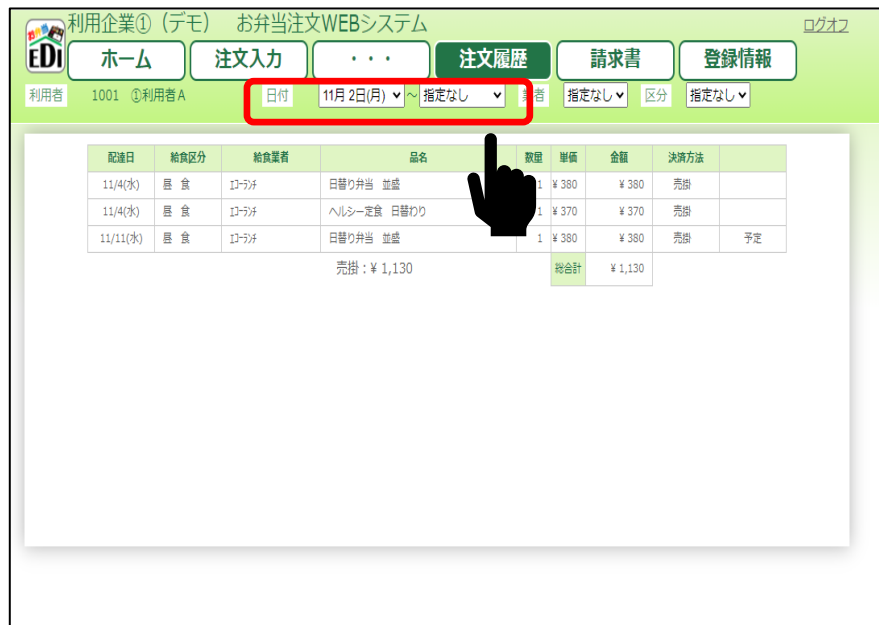 利用企業①（デモ）　お弁当注文WEBシステム
ログオフ
EDI
ホーム 注文入力 ・・・ 注文履歴 請求書 登録情報
利用者 1001 ①利用者A 日付 11月 2日(月) ～ 指定なし 者 指定なし 区分 指定なし
配達日 給食区分 給食業者 品名 数量 単価 金額 決済方法
11/4(水) 昼 食 ｴｺｰﾗﾝﾁ 日替り弁当 並盛 1 ¥ 380 ¥ 380 売掛
11/4(水) 昼 食 ｴｺｰﾗﾝﾁ ヘルシー定食 日替わり 1 ¥ 370 ¥ 370 売掛
11/11(水) 昼 食 ｴｺｰﾗﾝﾁ 日替り弁当 並盛 1 ¥ 380 ¥ 380 売掛 予定
売掛：¥ 1,130 総合計 ¥ 1,130